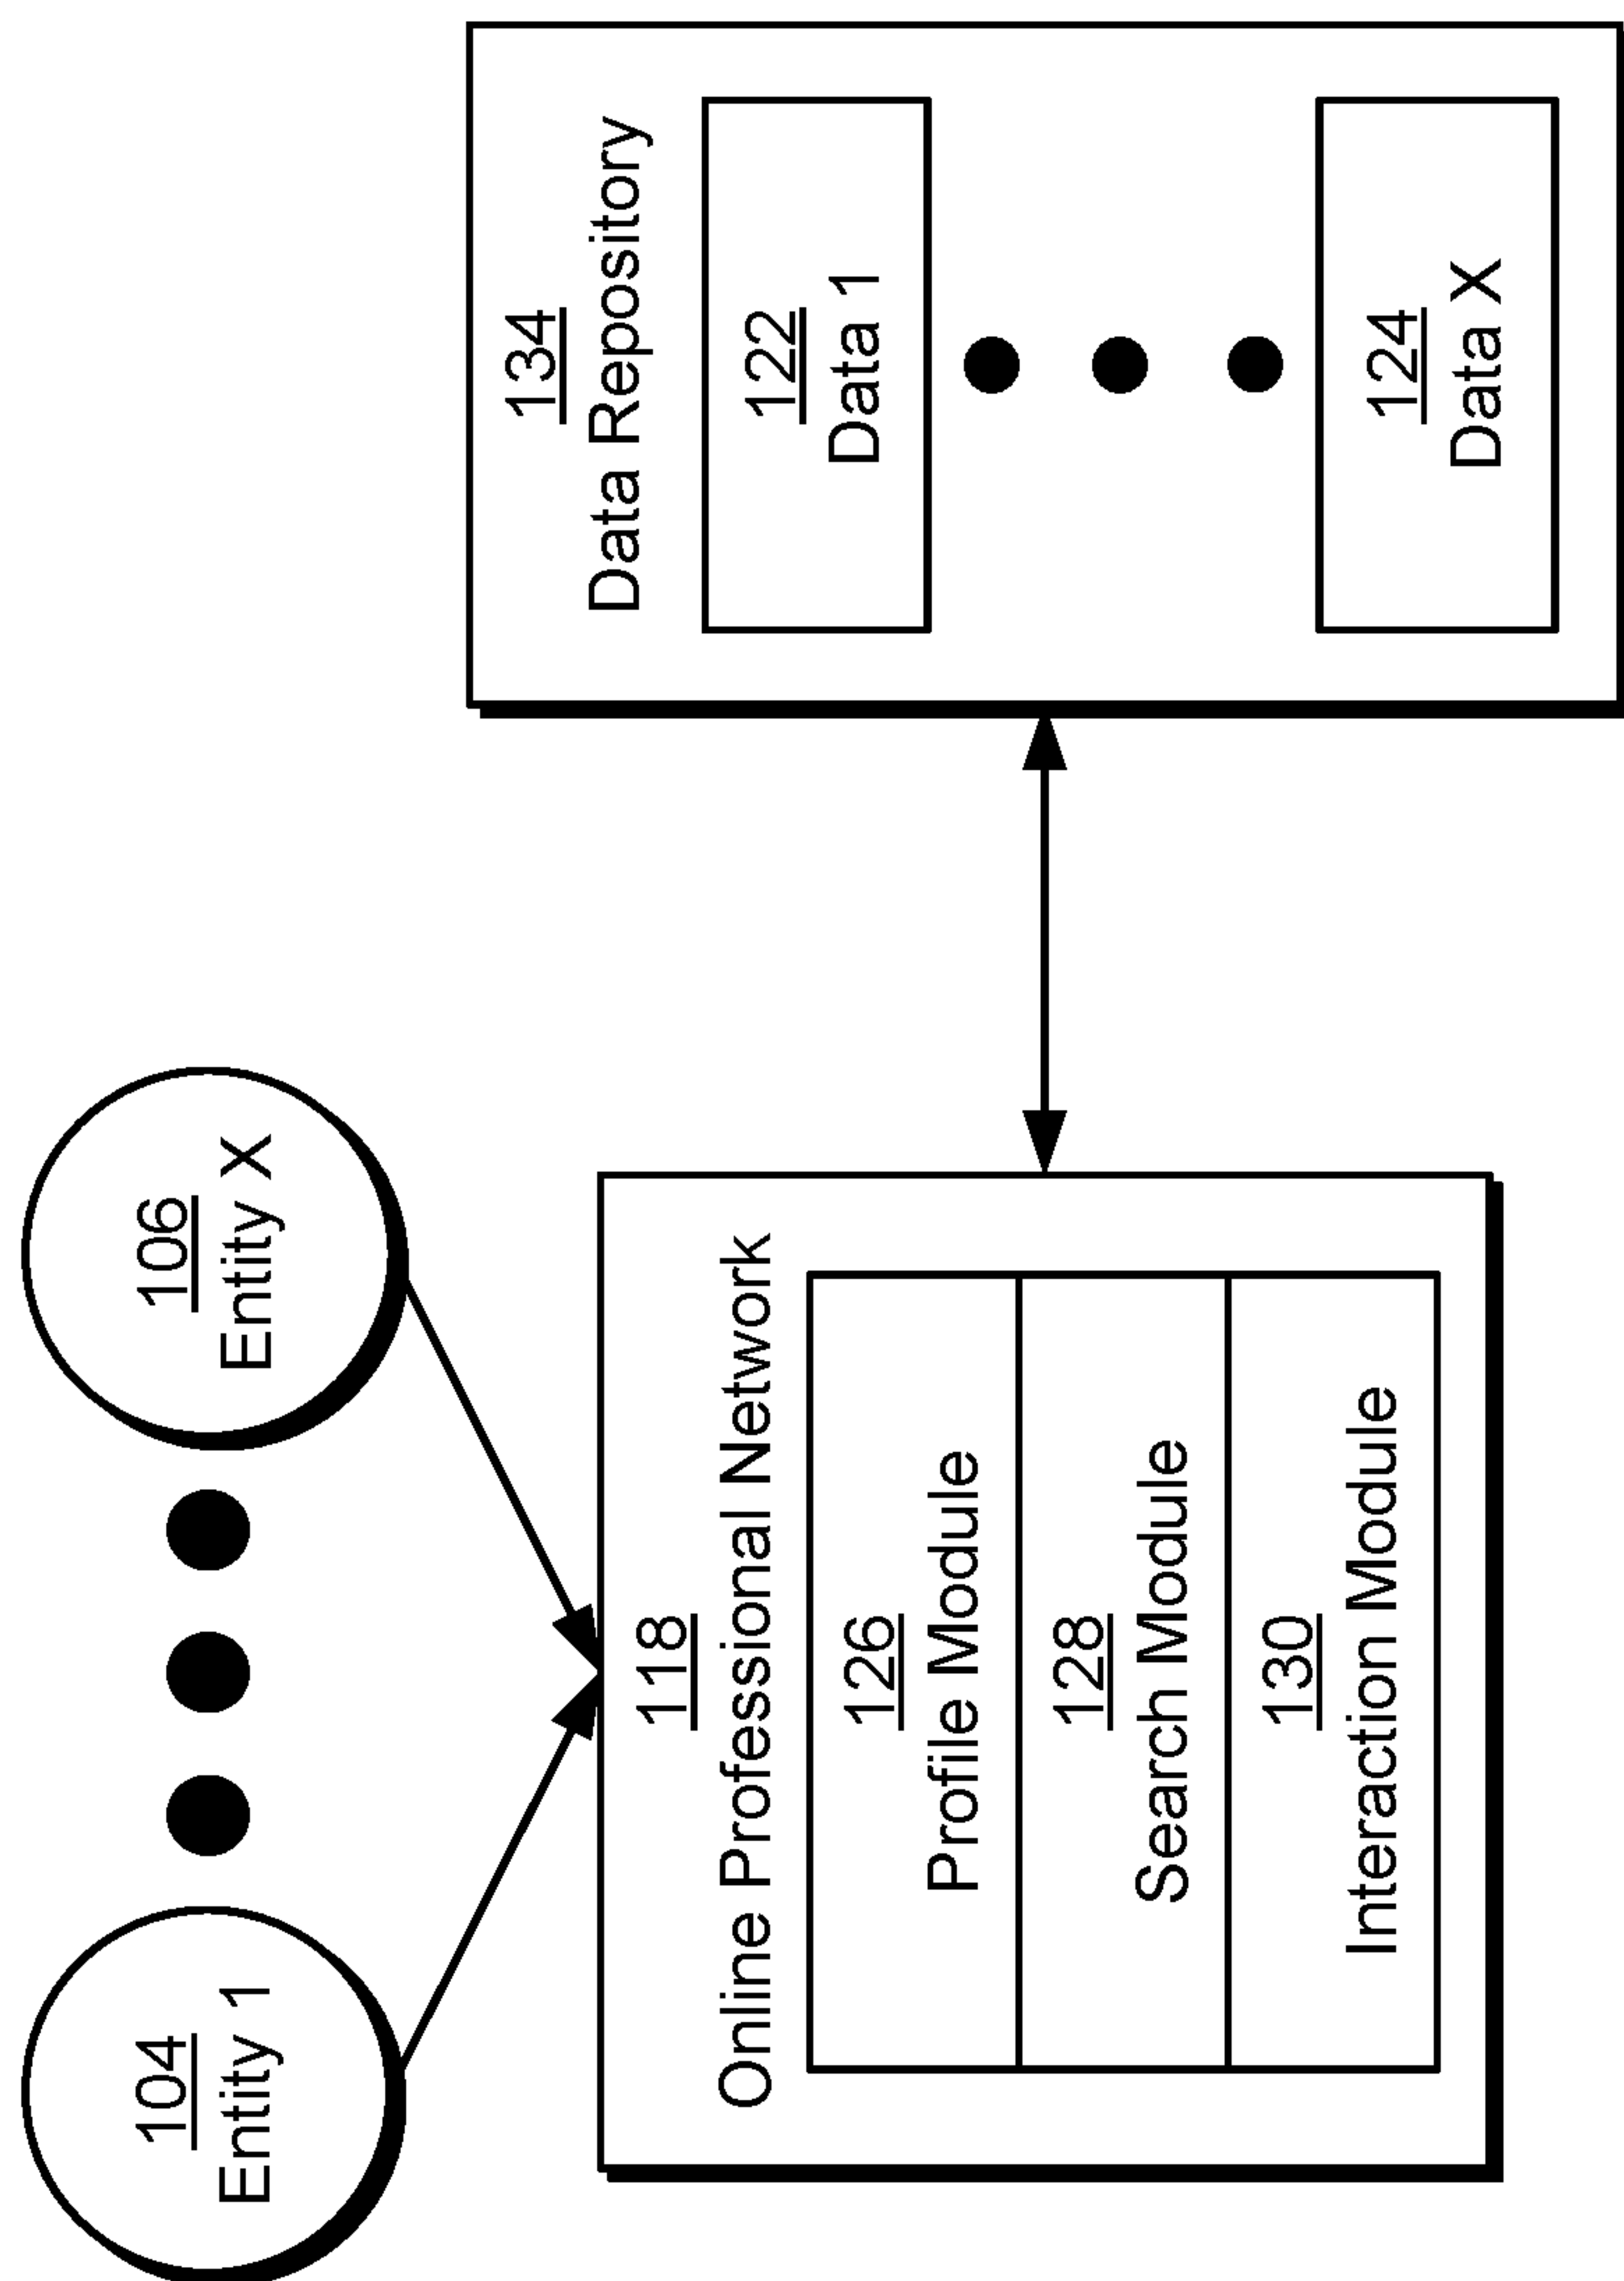 104
Entity 1
106
Entity X
118
Online Professional Network
126
Profile Module
128
Search Module
130
Interaction Module
134
Data Repository
122
Data 1
124
Data X